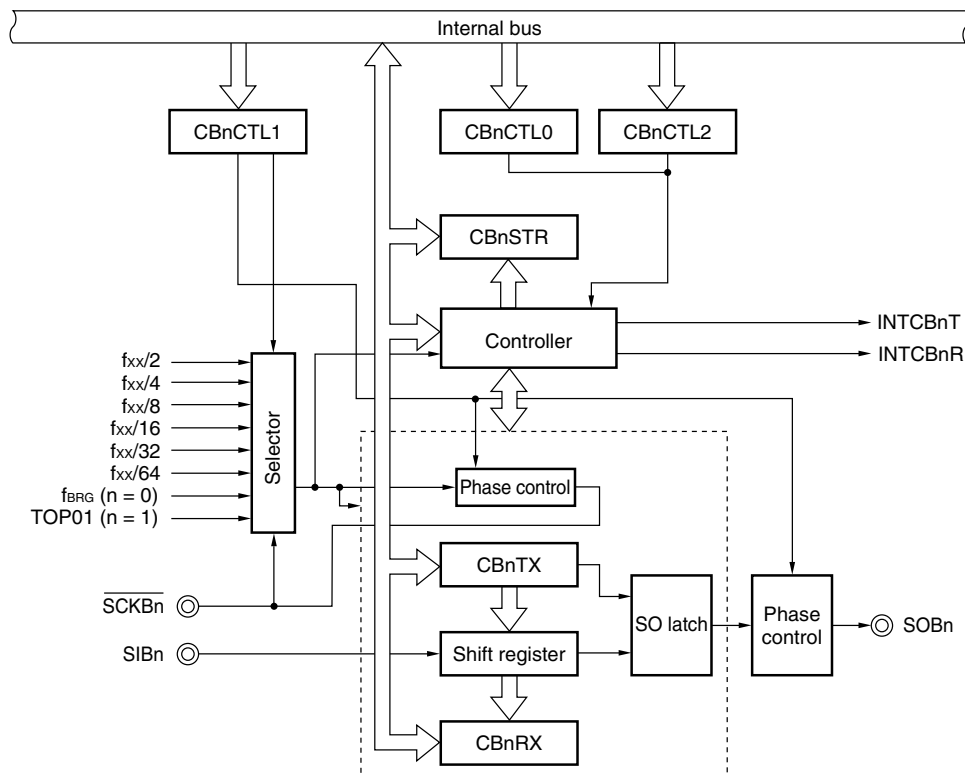 Internal bus
CBnCTL1
CBnCTL0
CBnCTL2
CBnSTR
Controller
INTCBnT
INTCBnR
fXX/2
fXX/4
fXX/8
fXX/16
fXX/32
fXX/64
fBRG (n = 0)
TOP01 (n = 1)
Selector
Phase control
SCKBn
SIBn
CBnTX
Shift register
CBnRX
SO latch
Phase
control
SOBn